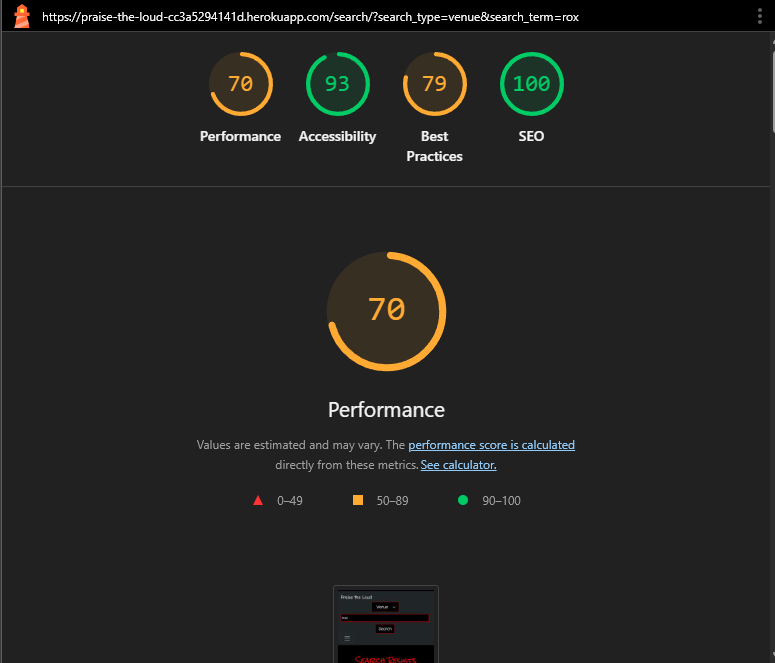 https://praise-the-loud-cc3a5294141d.herokuapp.com/search/?search_type=venue&search_term=rox
70 93 79 100
Performance Accessibility Best Practices SEO
70
Performance
Values are estimated and may vary. The performance score is calculated
directly from these metrics. See calculator.
0–49 50–89 90–100
Praise the Loud
Venue
rox
Search
Search Results